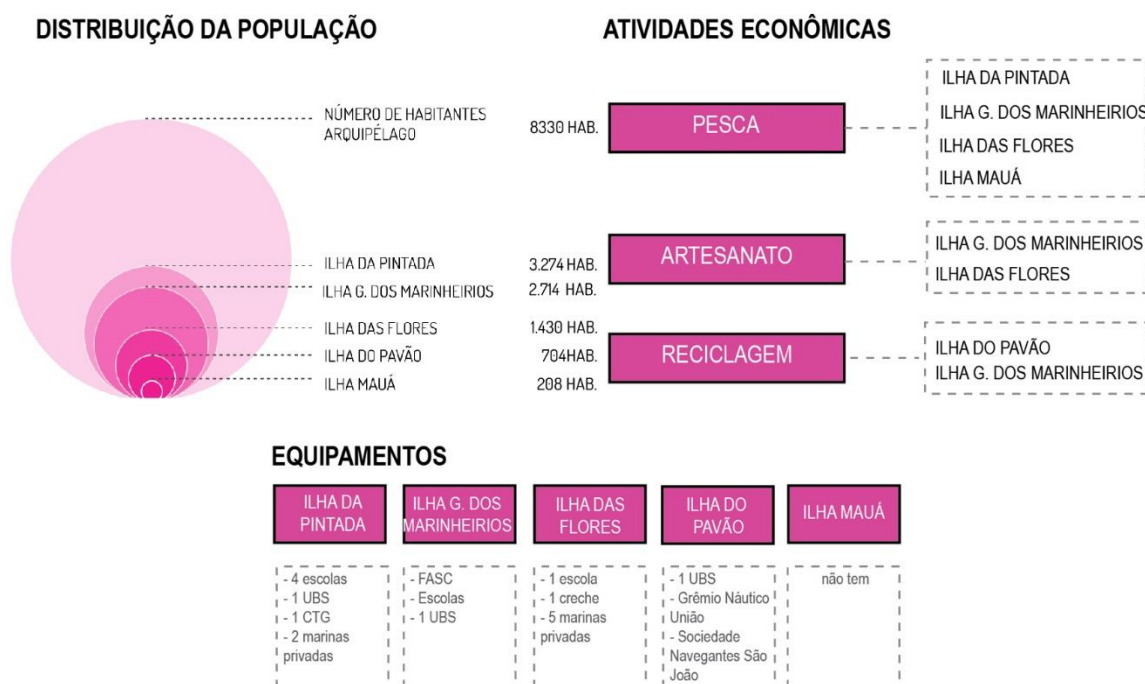 DISTRIBUIÇÃO DA POPULAÇÃO
NÚMERO DE HABITANTES
ARQUIPÉLAGO
8330 HAB.
ILHA DA PINTADA
3.274 HAB.
ILHA G. DOS MARINHEIRIOS
2.714 HAB.
ILHA DAS FLORES
1.430 HAB.
ILHA DO PAVÃO
704HAB.
ILHA MAUÁ
208 HAB.
ATIVIDADES ECONÔMICAS
PESCA
ILHA DA PINTADA
ILHA G. DOS MARINHEIRIOS
ILHA DAS FLORES
ILHA MAUÁ
ARTESANATO
ILHA G. DOS MARINHEIRIOS
ILHA DAS FLORES
RECICLAGEM
ILHA DO PAVÃO
ILHA G. DOS MARINHEIRIOS
EQUIPAMENTOS
ILHA DA
PINTADA
- 4 escolas
- 1 UBS
- 1 CTG
- 2 marinas
privadas
ILHA G. DOS
MARINHEIRIOS
- FASC
- Escolas
- 1 UBS
ILHA DAS
FLORES
- 1 escola
- 1 creche
- 5 marinas
privadas
ILHA DO
PAVÃO
- 1 UBS
- Grêmio Náutico
União
- Sociedade
Navegantes São
João
ILHA MAUÁ
não tem